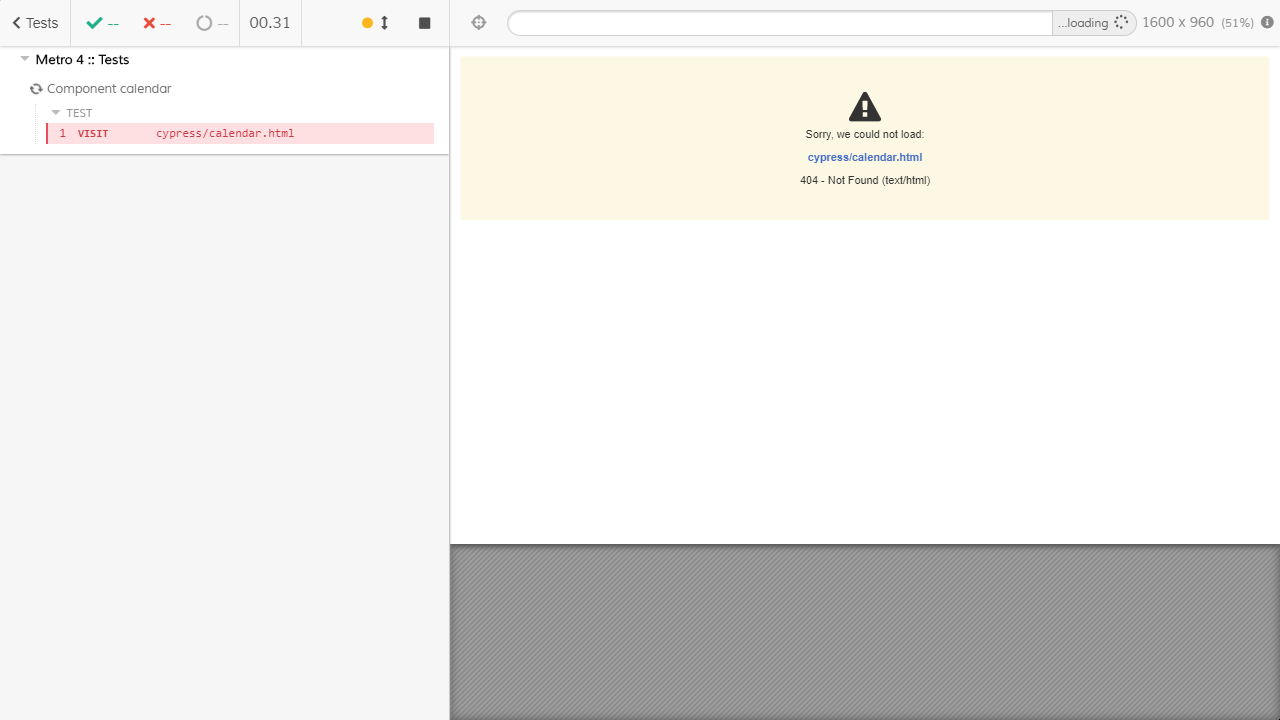 Tests -- -- -- 00.31
...loading 1600 x 960 (51%)
Metro 4 :: Tests
Component calendar
TEST
1 VISIT cypress/calendar.html
Sorry, we could not load:
cypress/calendar.html
404 - Not Found (text/html)